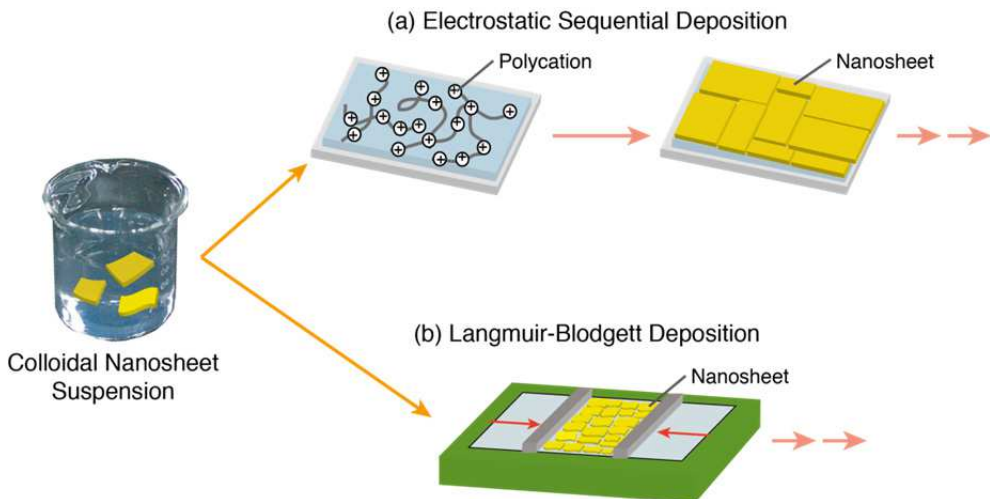 (a) Electrostatic Sequential Deposition
Polycation
Nanosheet
+ + + + + + + + + + + + + + + + + +
Colloidal Nanosheet
Suspension
(b) Langmuir-Blodgett Deposition
Nanosheet